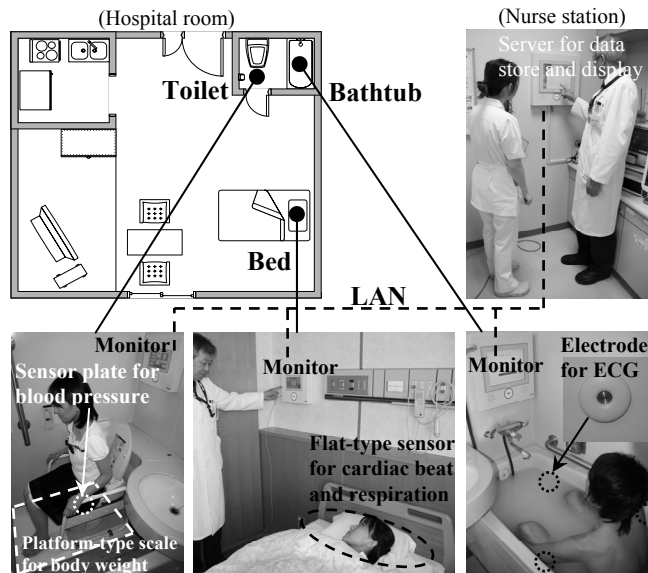 (Hospital room)
(Nurse station)
Server for data
store and display
Toilet
Bathtub
Bed
LAN
Monitor
Sensor plate for
blood pressure
Platform-type scale
for body weight
Monitor
Flat-type sensor
for cardiac beat
and respiration
Monitor
Electrode
for ECG